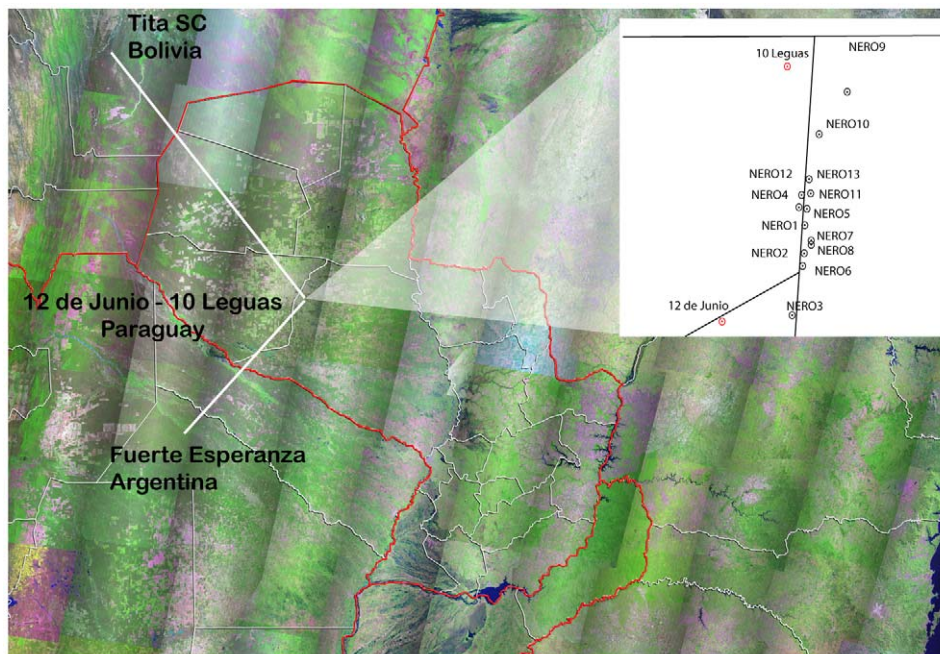 Tita SC
Bolivia
12 de Junio - 10 Leguas
Paraguay
Fuerte Esperanza
Argentina
10 Leguas
NERO9
NERO10
NERO12
NERO13
NERO4
NERO11
NERO5
NERO1
NERO7
NERO2
NERO8
NERO6
12 de Junio
NERO3